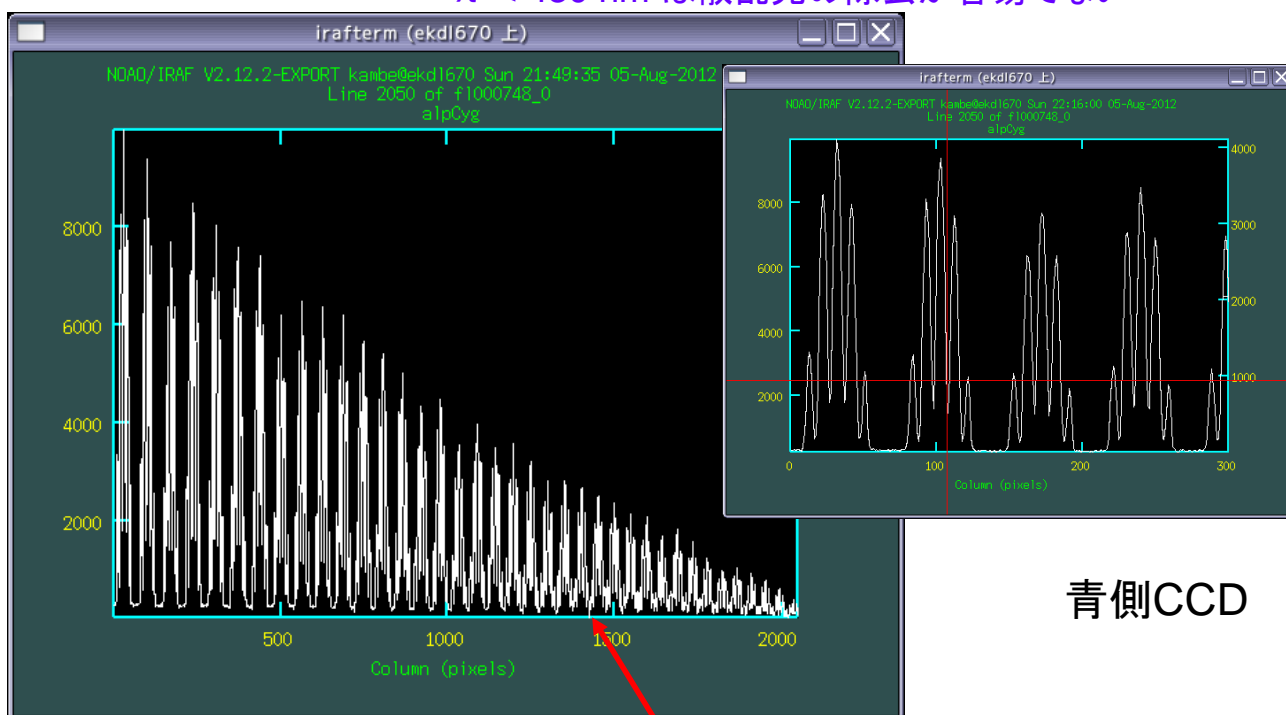 irafterm (ekdl670 上)
NOAO/IRAF V2.12.2-EXPORT kambe@ekdl670 Sun 21:49:35 05-Aug-2012
Line 2050 of f1000748_0
alpCyg
8000
6000
4000
2000
500
1000
1500
2000
Column (pixels)
irafterm (ekdl670 上)
NOAO/IRAF V2.12.2-EXPORT kambe@ekdl670 Sun 22:16:00 05-Aug-2012
Line 2050 of f1000748_0
alpCyg
8000
6000
4000
2000
4000
3000
2000
1000
0
100
200
300
Column (pixels)
青側CCD